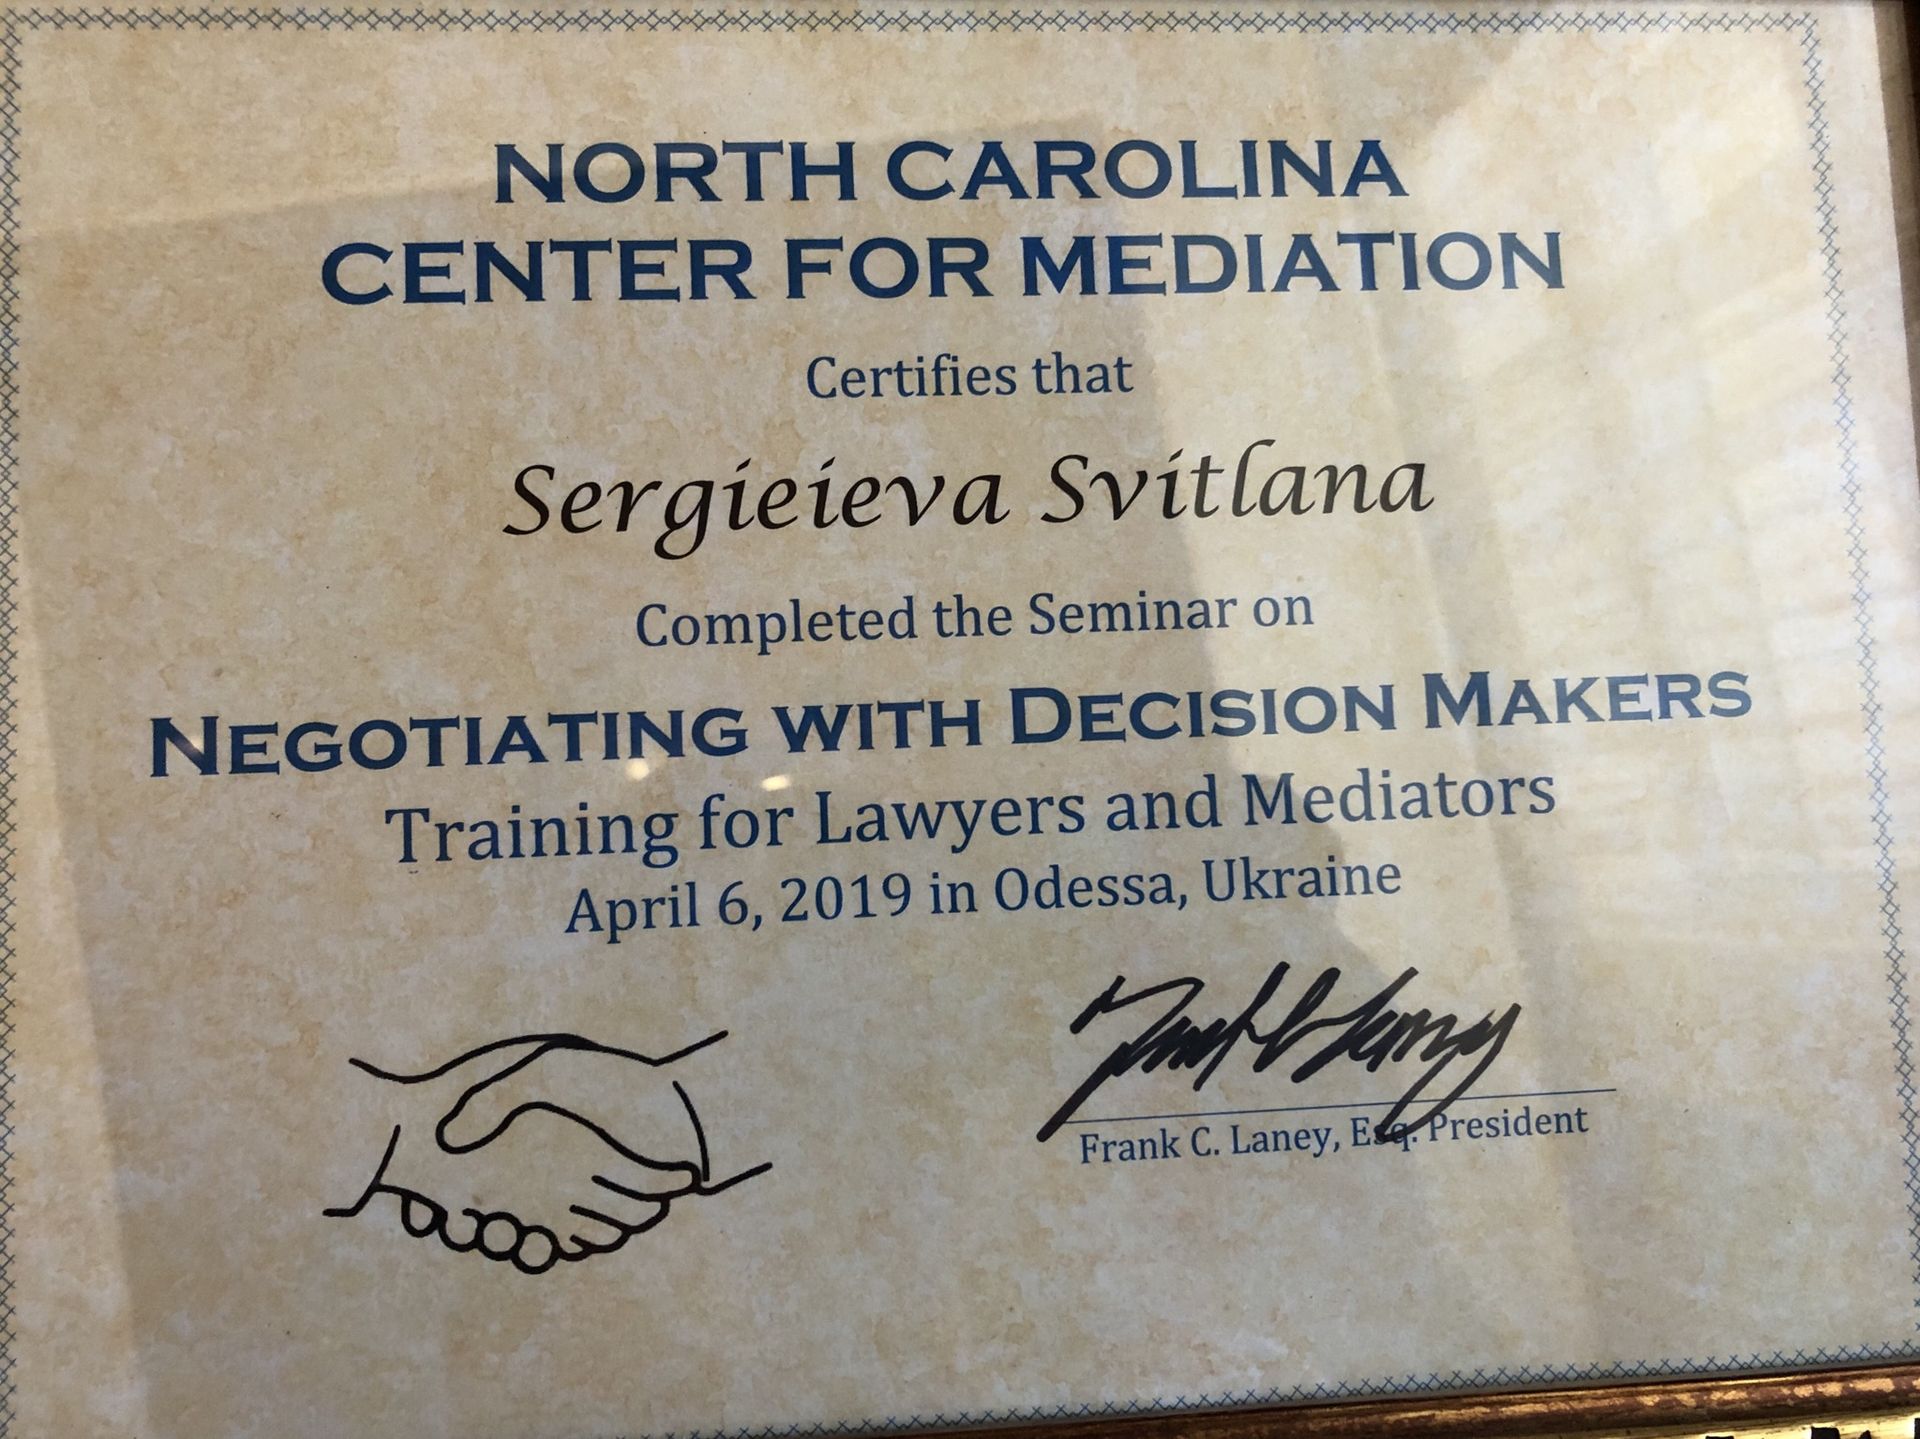 NORTH CAROLINA
CENTER FOR MEDIATION
Certifies that
Sergieieva Svitlana
Completed the Seminar on
NEGOTIATING WITH DECISION MAKERS
Training for Lawyers and Mediators
April 6, 2019 in Odessa, Ukraine
Frank C. Laney, Esq. President